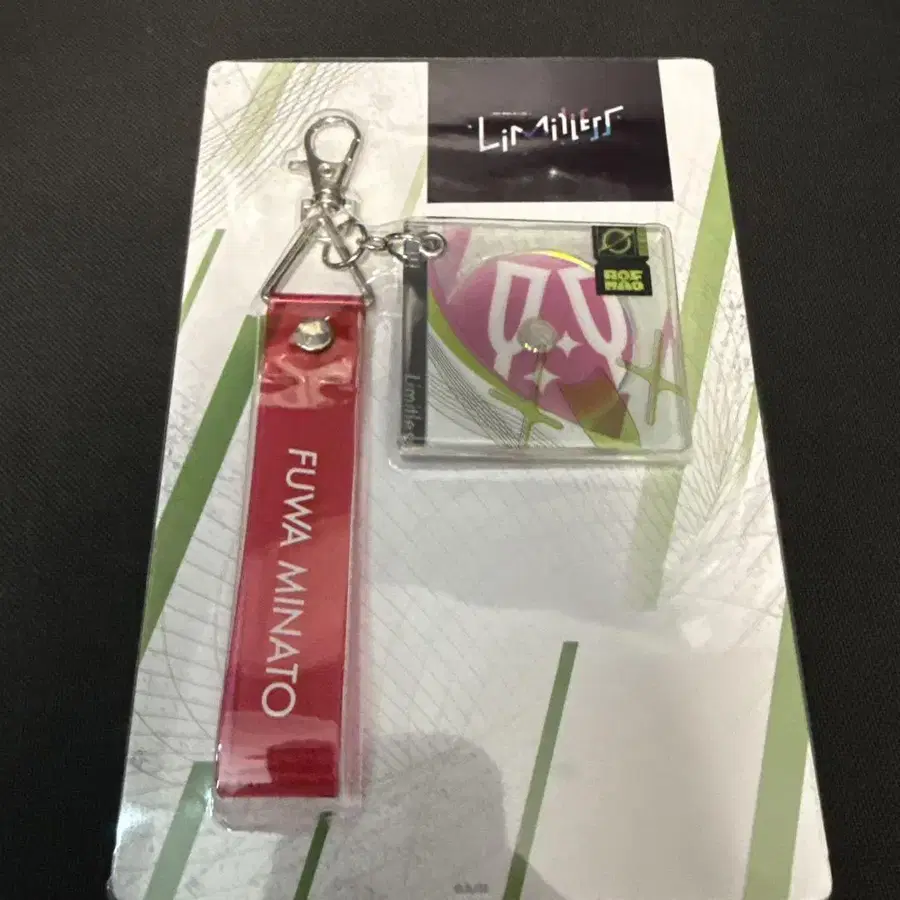 LiMiTLESS
ROF
MAO
Limitless
FUWA MINATO